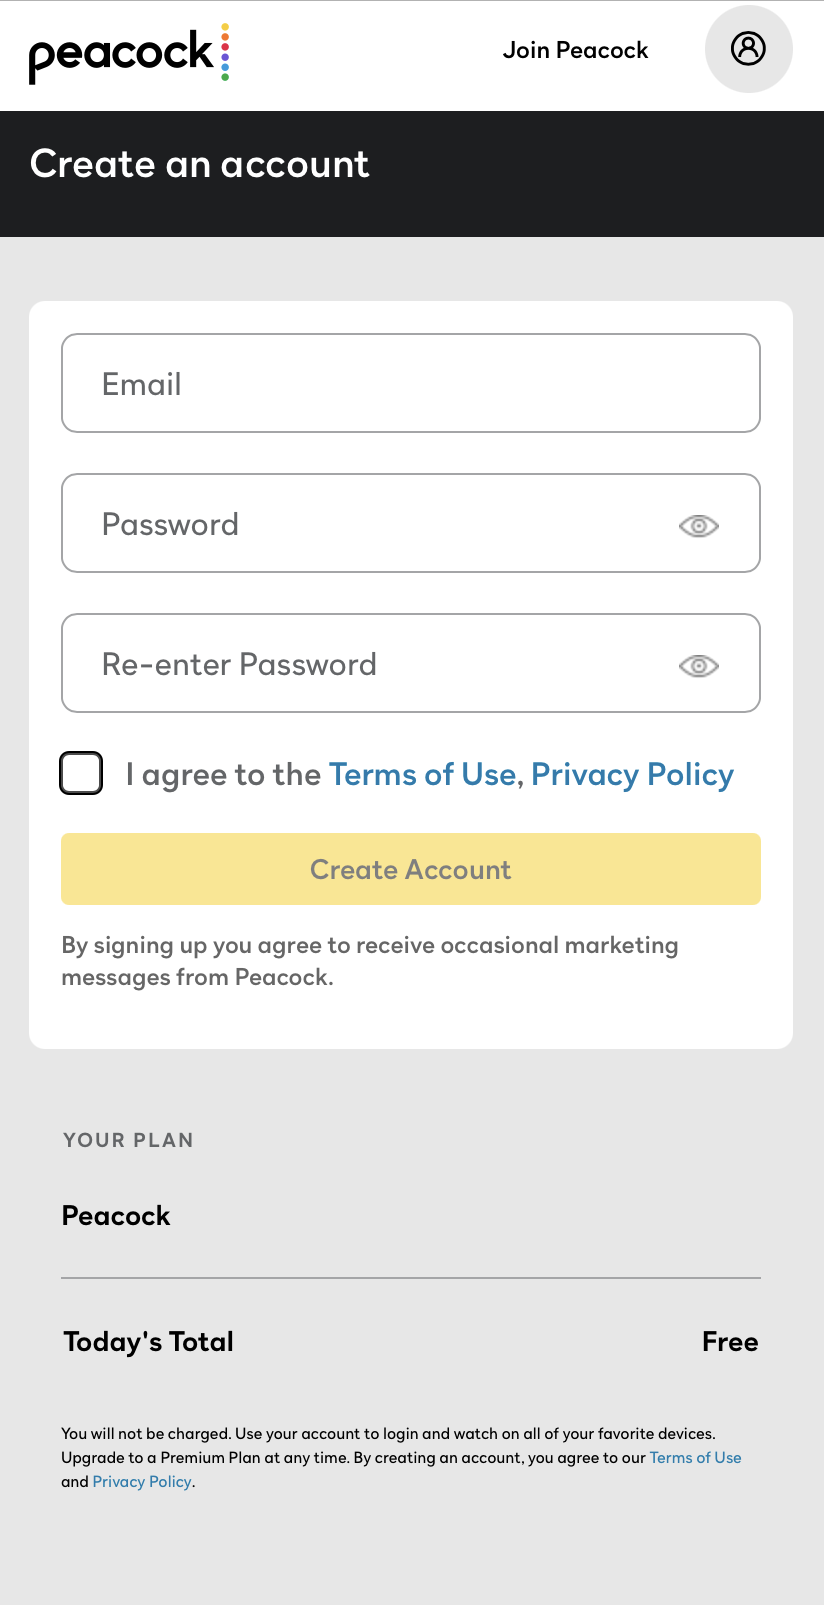 peacock
Join Peacock
Create an account
Email
Password
Re-enter Password
I agree to the Terms of Use, Privacy Policy
Create Account
By signing up you agree to receive occasional marketing
messages from Peacock.
YOUR PLAN
Peacock
Today's Total Free
You will not be charged. Use your account to login and watch on all of your favorite devices.
Upgrade to a Premium Plan at any time. By creating an account, you agree to our Terms of Use
and Privacy Policy.